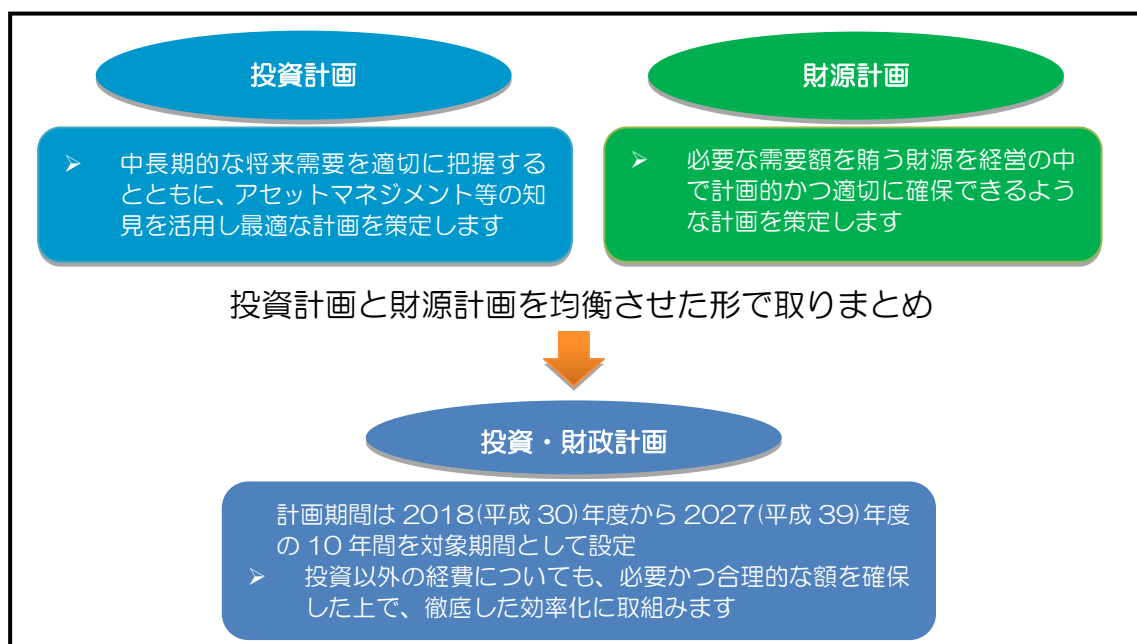 投資計画
➢ 中長期的な将来需要を適切に把握する
とともに、アセットマネジメント等の知
見を活用し最適な計画を策定します
財源計画
➢ 必要な需要額を賄う財源を経営の中
で計画的かつ適切に確保できるよう
な計画を策定します
投資計画と財源計画を均衡させた形で取りまとめ
投資・財政計画
計画期間は 2018(平成 30)年度から 2027(平成 39)年度
の 10 年間を対象期間として設定
➢ 投資以外の経費についても、必要かつ合理的な額を確保
した上で、徹底した効率化に取組みます